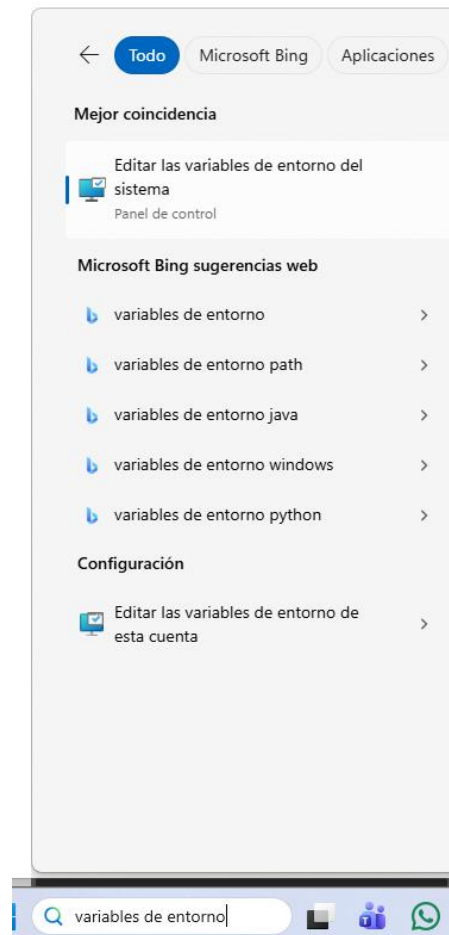 Todo Microsoft Bing Aplicaciones
Mejor coincidencia
Editar las variables de entorno del
sistema
Panel de control
Microsoft Bing sugerencias web
variables de entorno
variables de entorno path
variables de entorno java
variables de entorno windows
variables de entorno python
Configuración
Editar las variables de entorno de
esta cuenta
variables de entorno